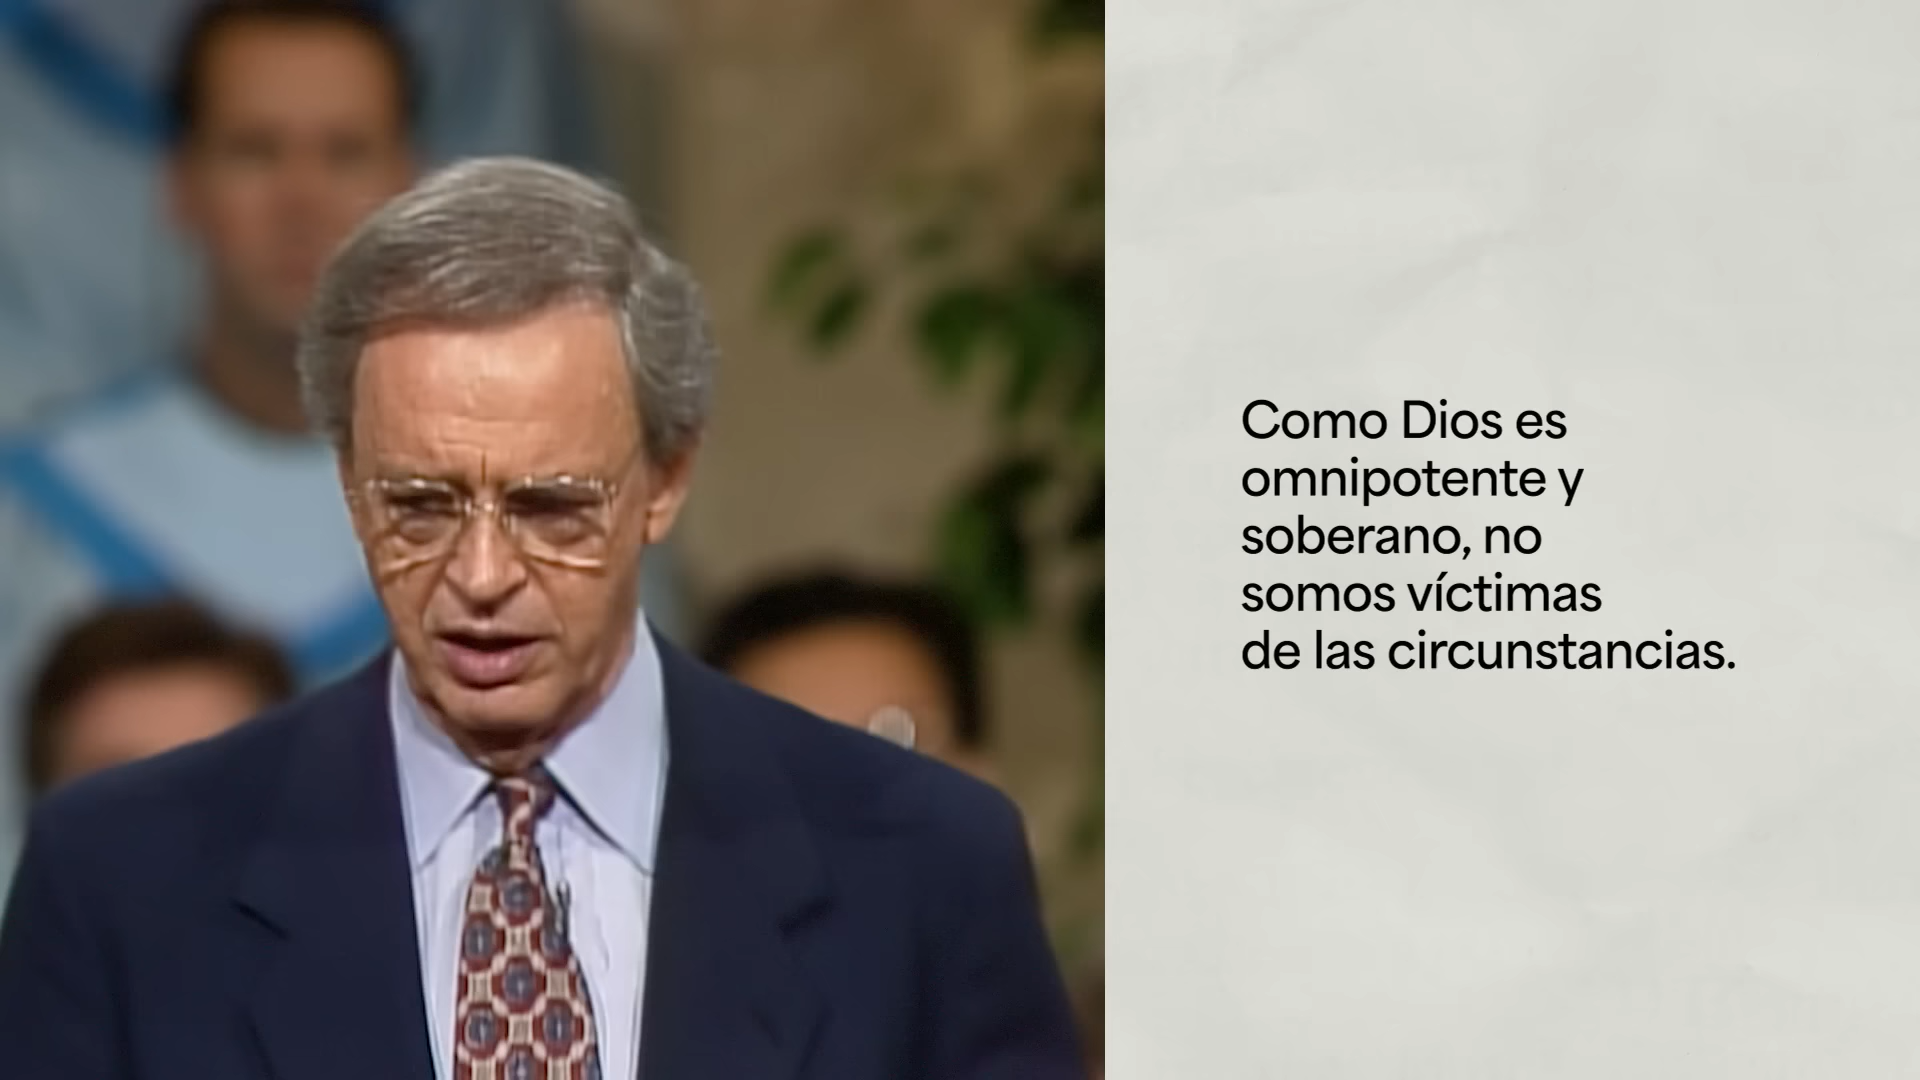 Como Dios es
omnipotente y
soberano, no
somos víctimas
de las circunstancias.